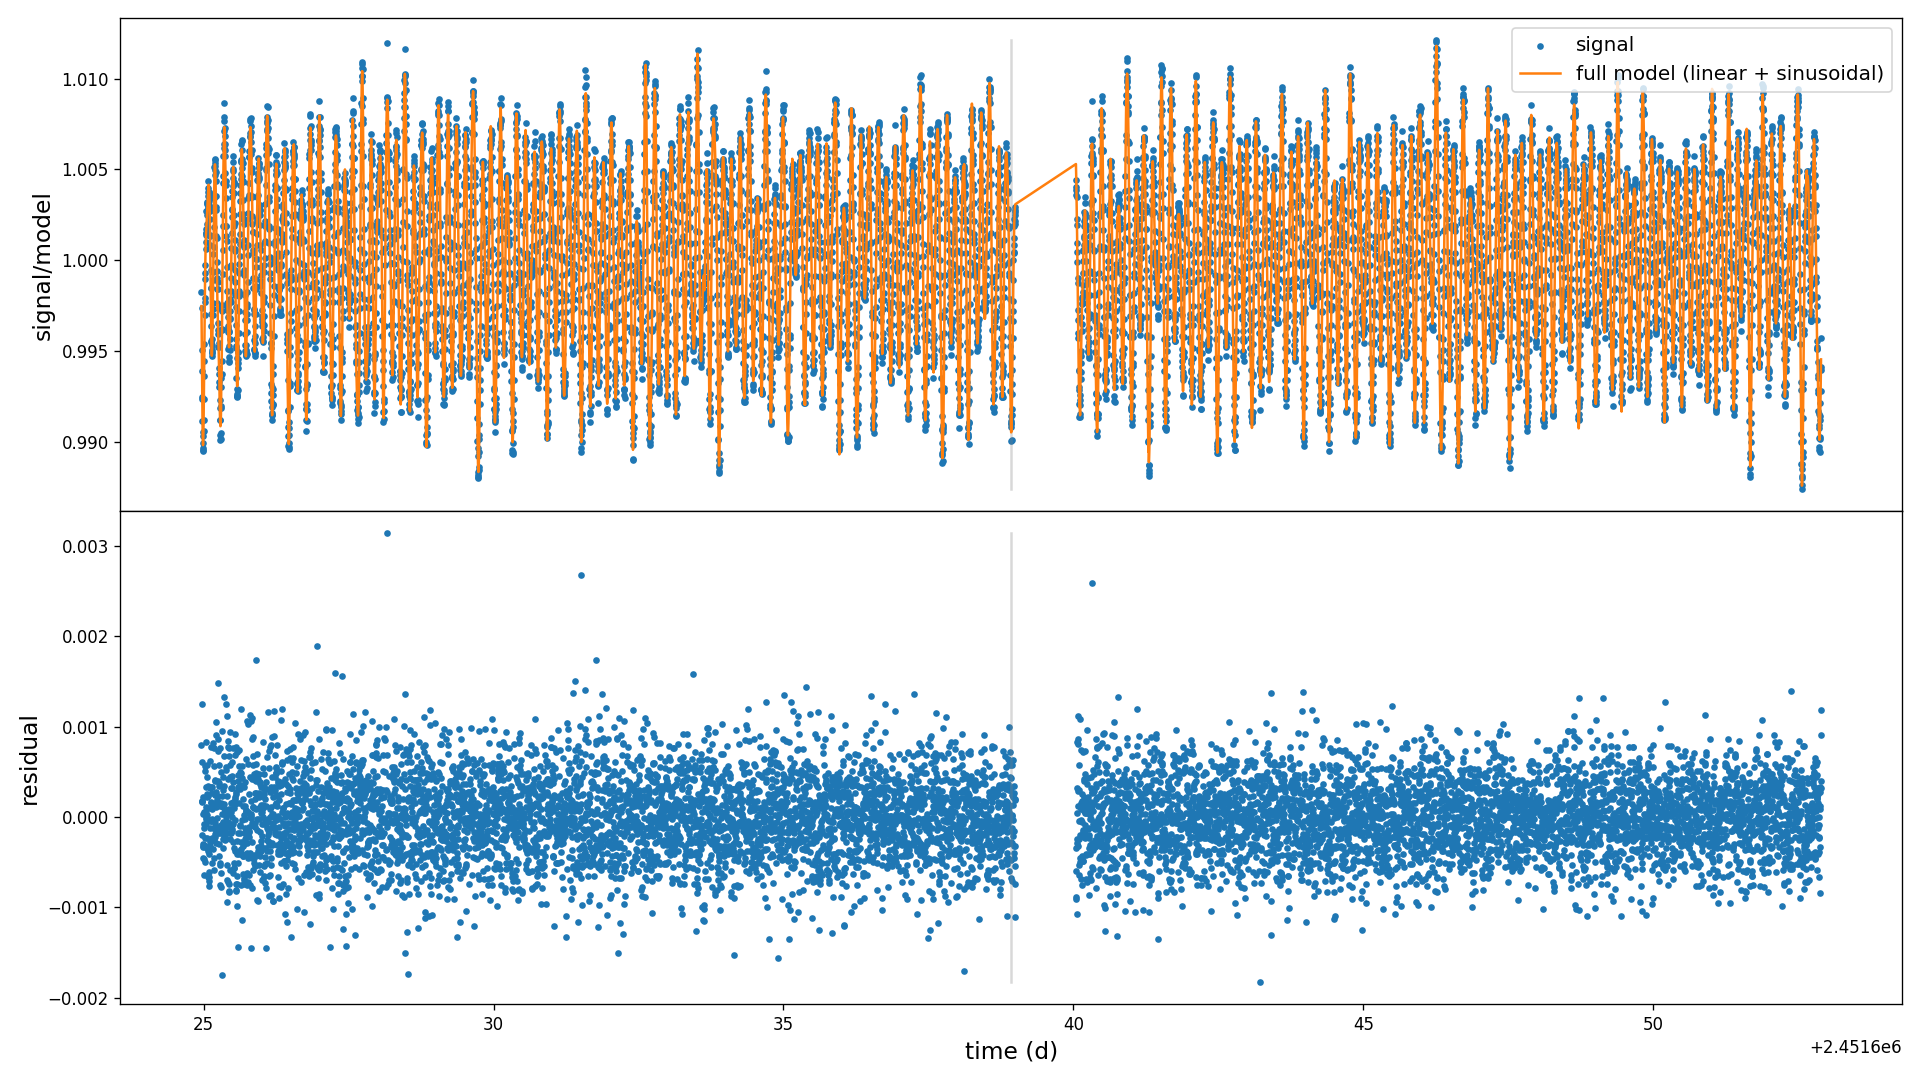 signal
full model (linear + sinusoidal)
signal/model
1.010
1.005
1.000
0.995
0.990
residual
0.003
0.002
0.001
0.000
−0.001
−0.002
25
30
35
40
45
50
time (d)
+2.4516e6